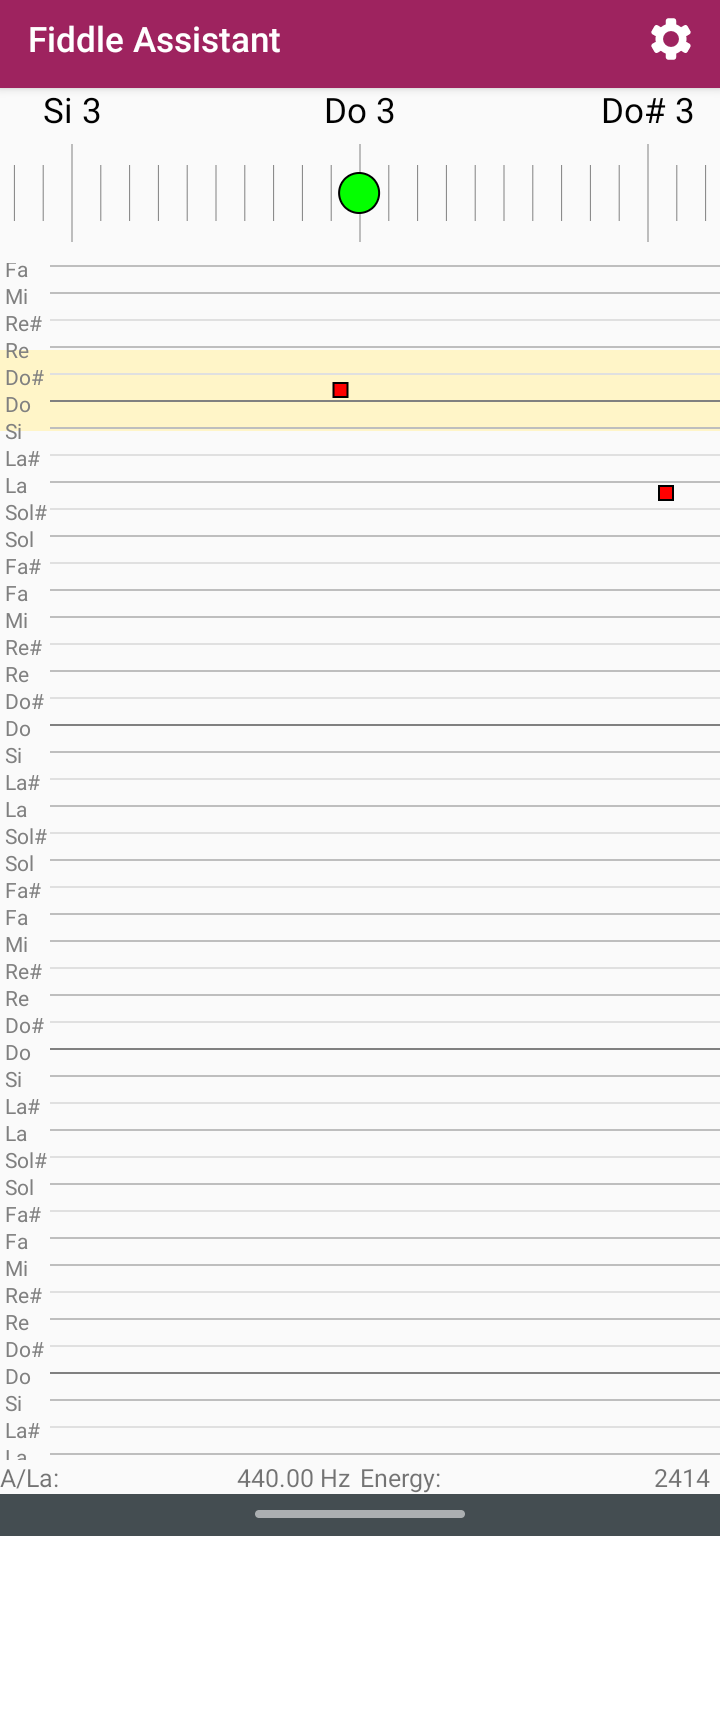 Fiddle Assistant
Si 3 Do 3 Do# 3
Fa
Mi
Re#
Re
Do#
Do
Si
La#
La
Sol#
Sol
Fa#
Fa
Mi
Re#
Re
Do#
Do
Si
La#
La
Sol#
Sol
Fa#
Fa
Mi
Re#
Re
Do#
Do
Si
La#
La
Sol#
Sol
Fa#
Fa
Mi
Re#
Re
Do#
Do
Si
La#
La
A/La: 440.00 Hz Energy: 2414